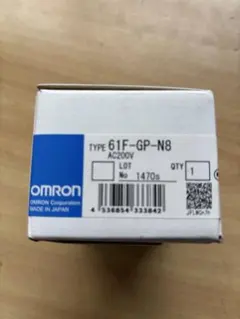 TYPE 61F-GP-N8
AC200V
LOT
No 1470s
QTY
1
OMRON
OMRON Corporation
MADE IN JAPAN
4 536854 333842